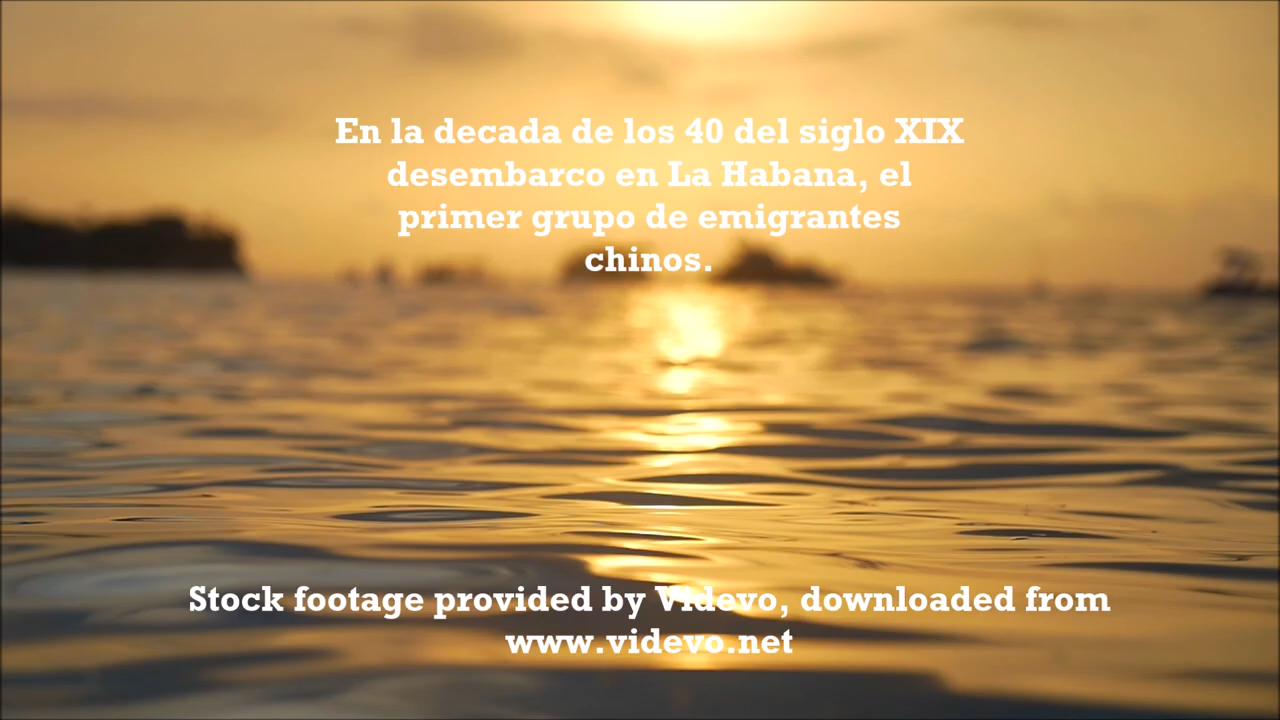 En la decada de los 40 del siglo XIX
desembarco en La Habana, el
primer grupo de emigrantes
chinos.
Stock footage provided by Videvo, downloaded from
www.videvo.net